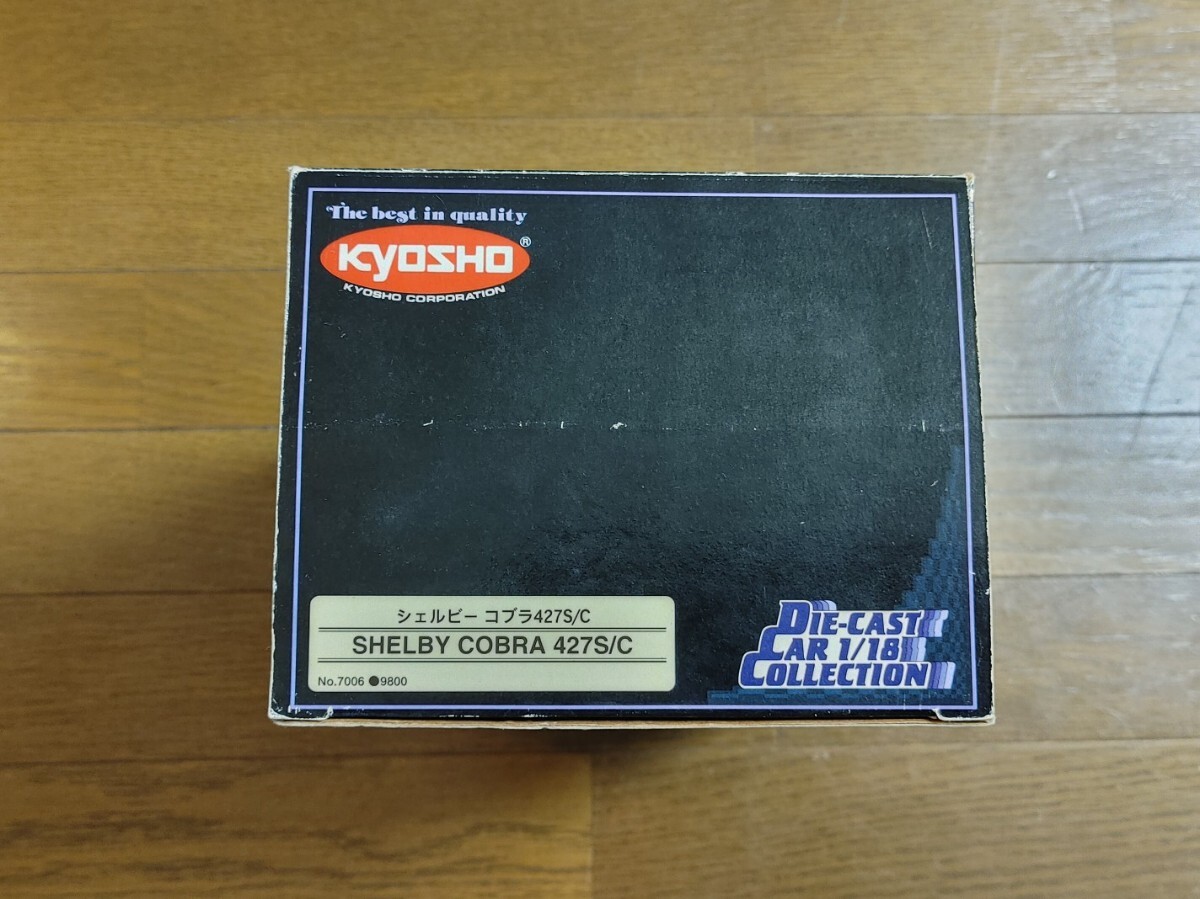 The best in quality
KYOSHO ®
KYOSHO CORPORATION
シェルビー コブラ427S/C
SHELBY COBRA 427S/C
No.7006 ●9800
DIE-CAST
CAR 1/18
COLLECTION